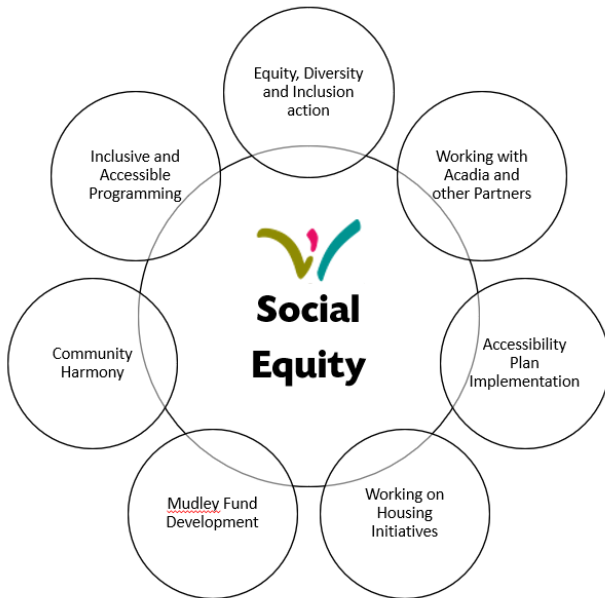 Equity, Diversity
and Inclusion
action
Working with
Acadia and
other Partners
Accessibility
Plan
Implementation
Working on
Housing
Initiatives
Mudley Fund
Development
Community
Harmony
Inclusive and
Accessible
Programming
Social
Equity